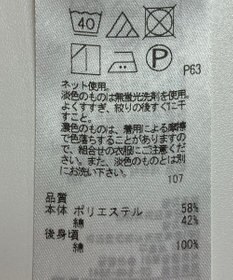 40
P
P63
ネット使用。
淡色のものは無蛍光洗剤を使用。
よくすすぎ、絞りの後すぐに干
すこと。
濃色のものは、着用による摩擦
で色落ちすることがありますの
で、組合せの衣服にご注意くださ
い。また、淡色のものとは別
にお洗い下さい。
107
品質
本体 ポリエステル 58%
綿 42%
後身頃
綿 100%